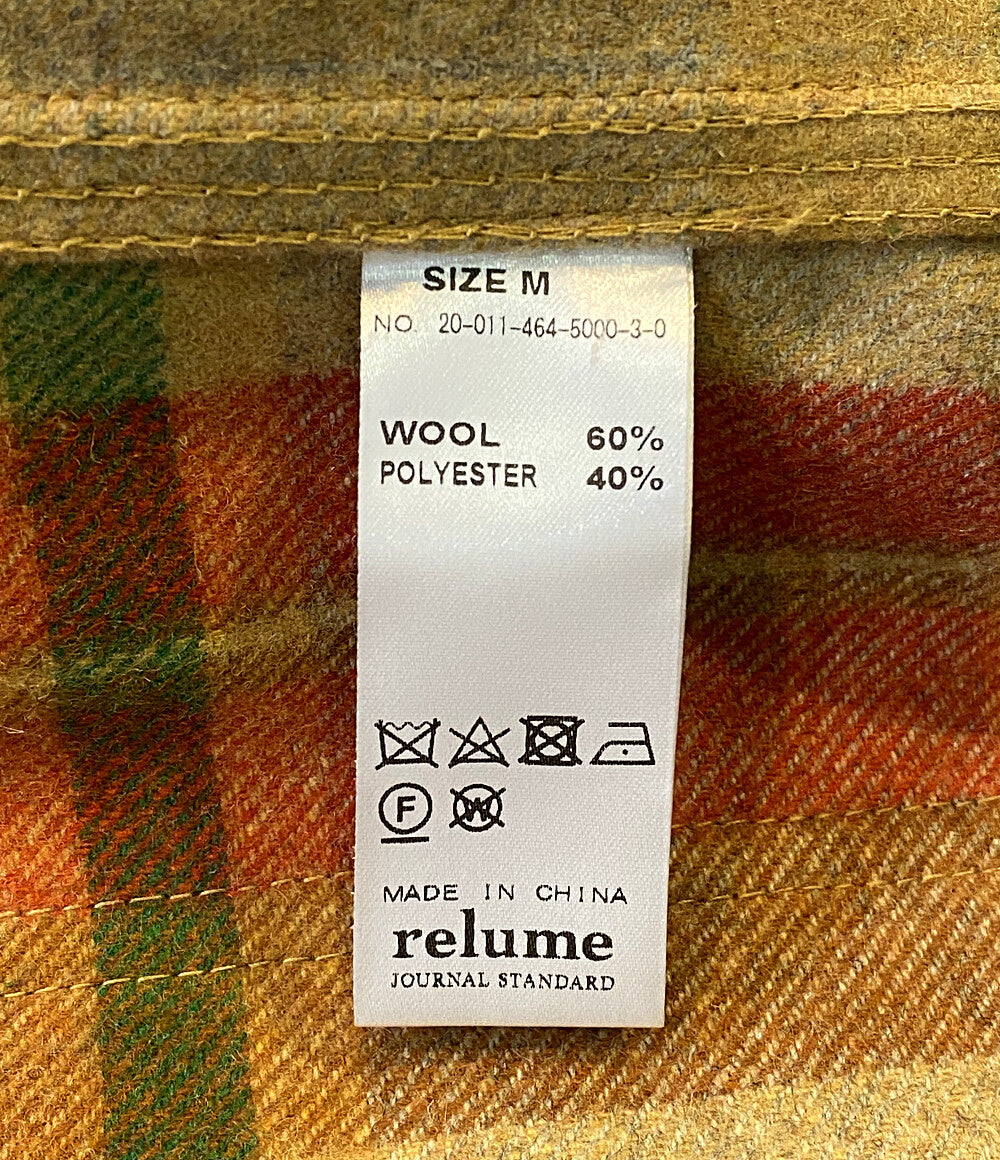 SIZE M
NO. 20-011-464-5000-3-0
WOOL 60%
POLYESTER 40%
F W
MADE IN CHINA
relume
JOURNAL STANDARD